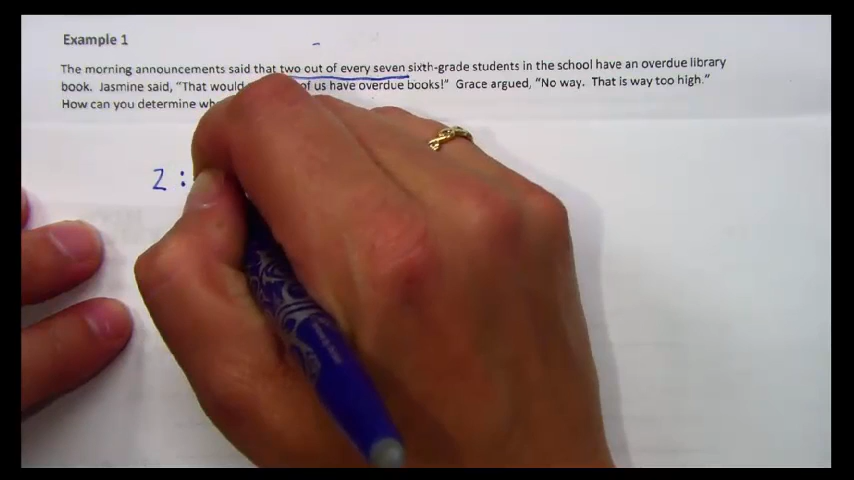 Example 1
The morning announcements said that two out of every seven sixth-grade students in the school have an overdue library
book. Jasmine said, "That would of us have overdue books!" Grace argued, "No way. That is way too high."
How can you determine
2 :